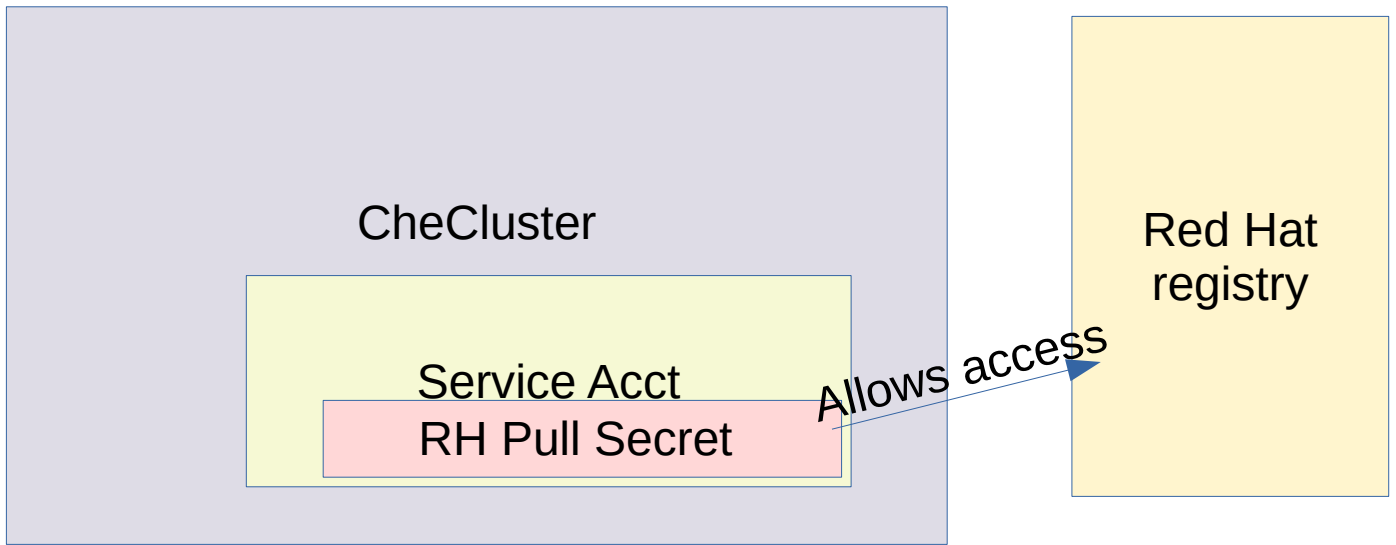 CheCluster
Service Acct
RH Pull Secret
Allows access
Red Hat
registry